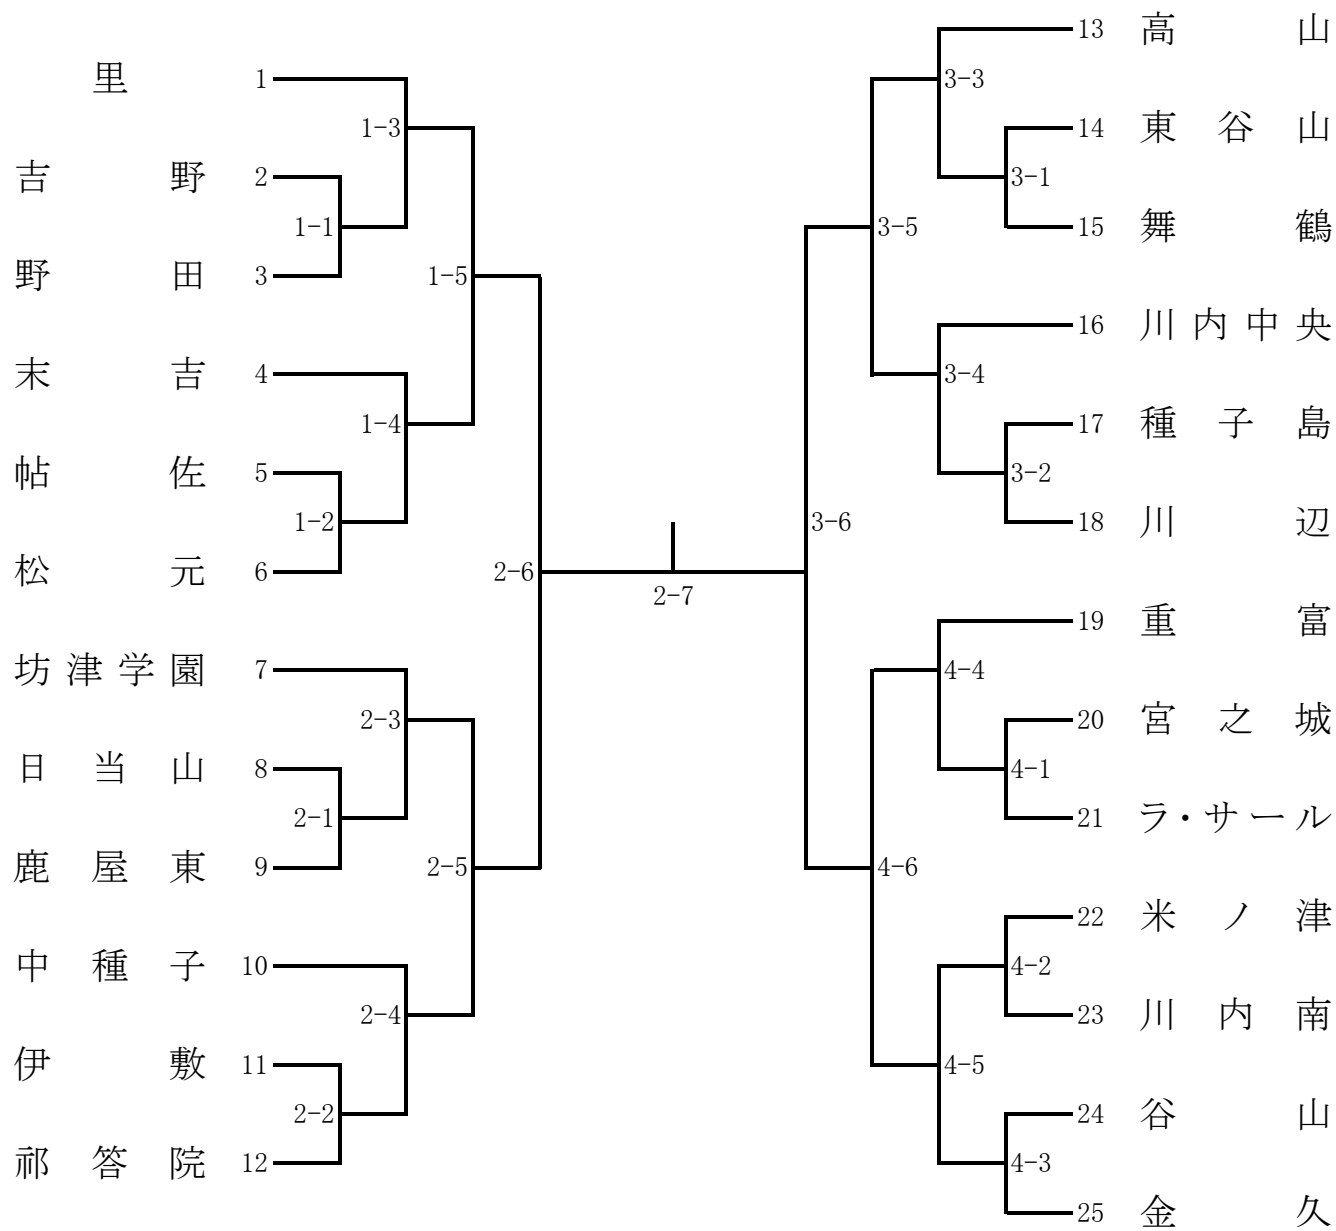 里 1
1-3
吉野 2
1-1
野田 3
1-5
末吉 4
1-4
帖佐 5
1-2
松元 6
2-6
坊津学園 7
2-3
日当山 8
2-1
鹿屋東 9
2-5
中種子 10
2-4
伊敷 11
2-2
祁答院 12
2-7
13 高山
3-3
14 東谷山
3-1
15 舞鶴
3-5
16 川内中央
3-4
17 種子島
3-2
18 川辺
3-6
19 重富
4-4
20 宮之城
4-1
21 ラ・サール
4-6
22 米ノ津
4-2
23 川内南
4-5
24 谷山
4-3
25 金久